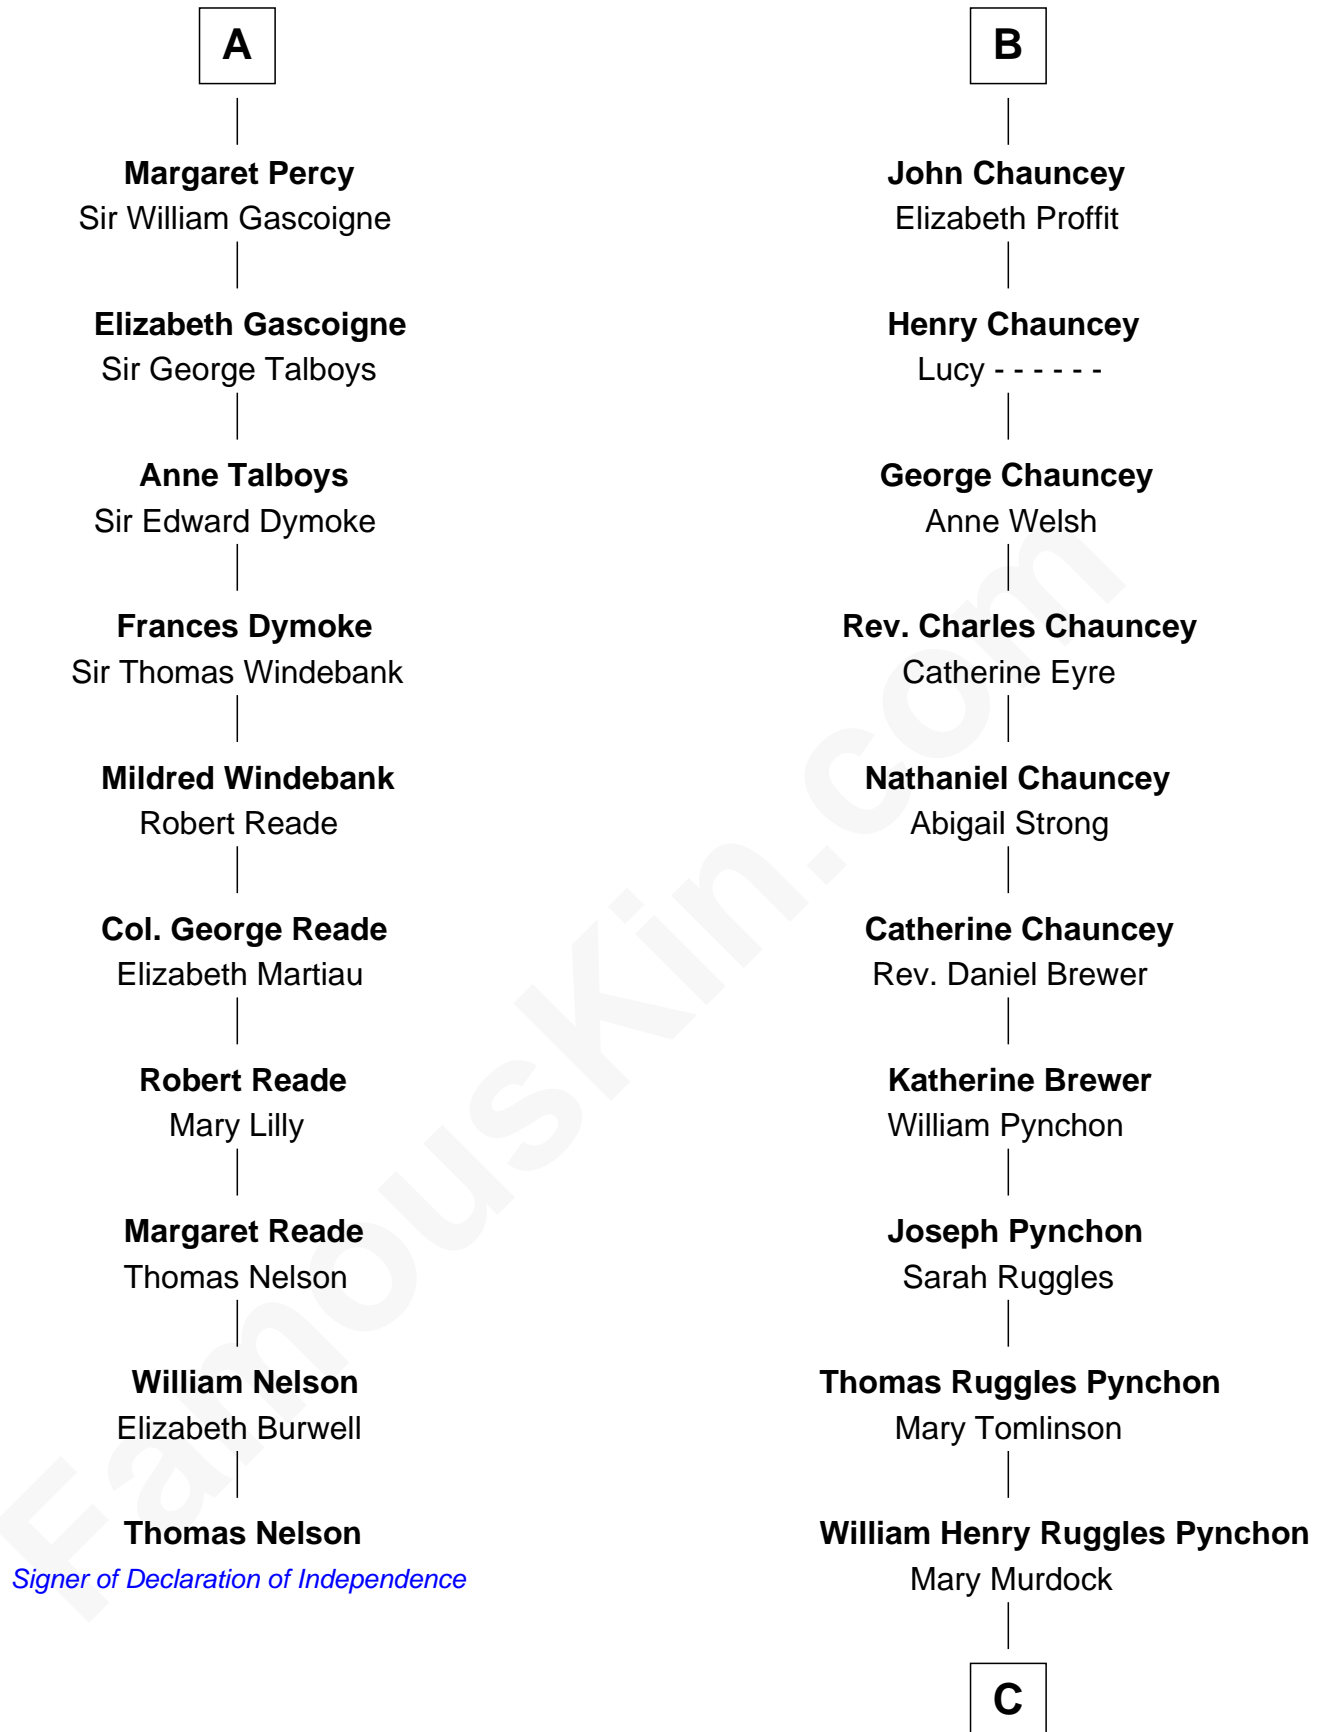 A
Margaret Percy
Sir William Gascoigne
Elizabeth Gascoigne
Sir George Talboys
Anne Talboys
Sir Edward Dymoke
Frances Dymoke
Sir Thomas Windebank
Mildred Windebank
Robert Reade
Col. George Reade
Elizabeth Martiau
Robert Reade
Mary Lilly
Margaret Reade
Thomas Nelson
William Nelson
Elizabeth Burwell
Thomas Nelson
Signer of Declaration of Independence
B
John Chauncey
Elizabeth Proffit
Henry Chauncey
Lucy - - - - - -
George Chauncey
Anne Welsh
Rev. Charles Chauncey
Catherine Eyre
Nathaniel Chauncey
Abigail Strong
Catherine Chauncey
Rev. Daniel Brewer
Katherine Brewer
William Pynchon
Joseph Pynchon
Sarah Ruggles
Thomas Ruggles Pynchon
Mary Tomlinson
William Henry Ruggles Pynchon
Mary Murdock
C
FamousKin.com